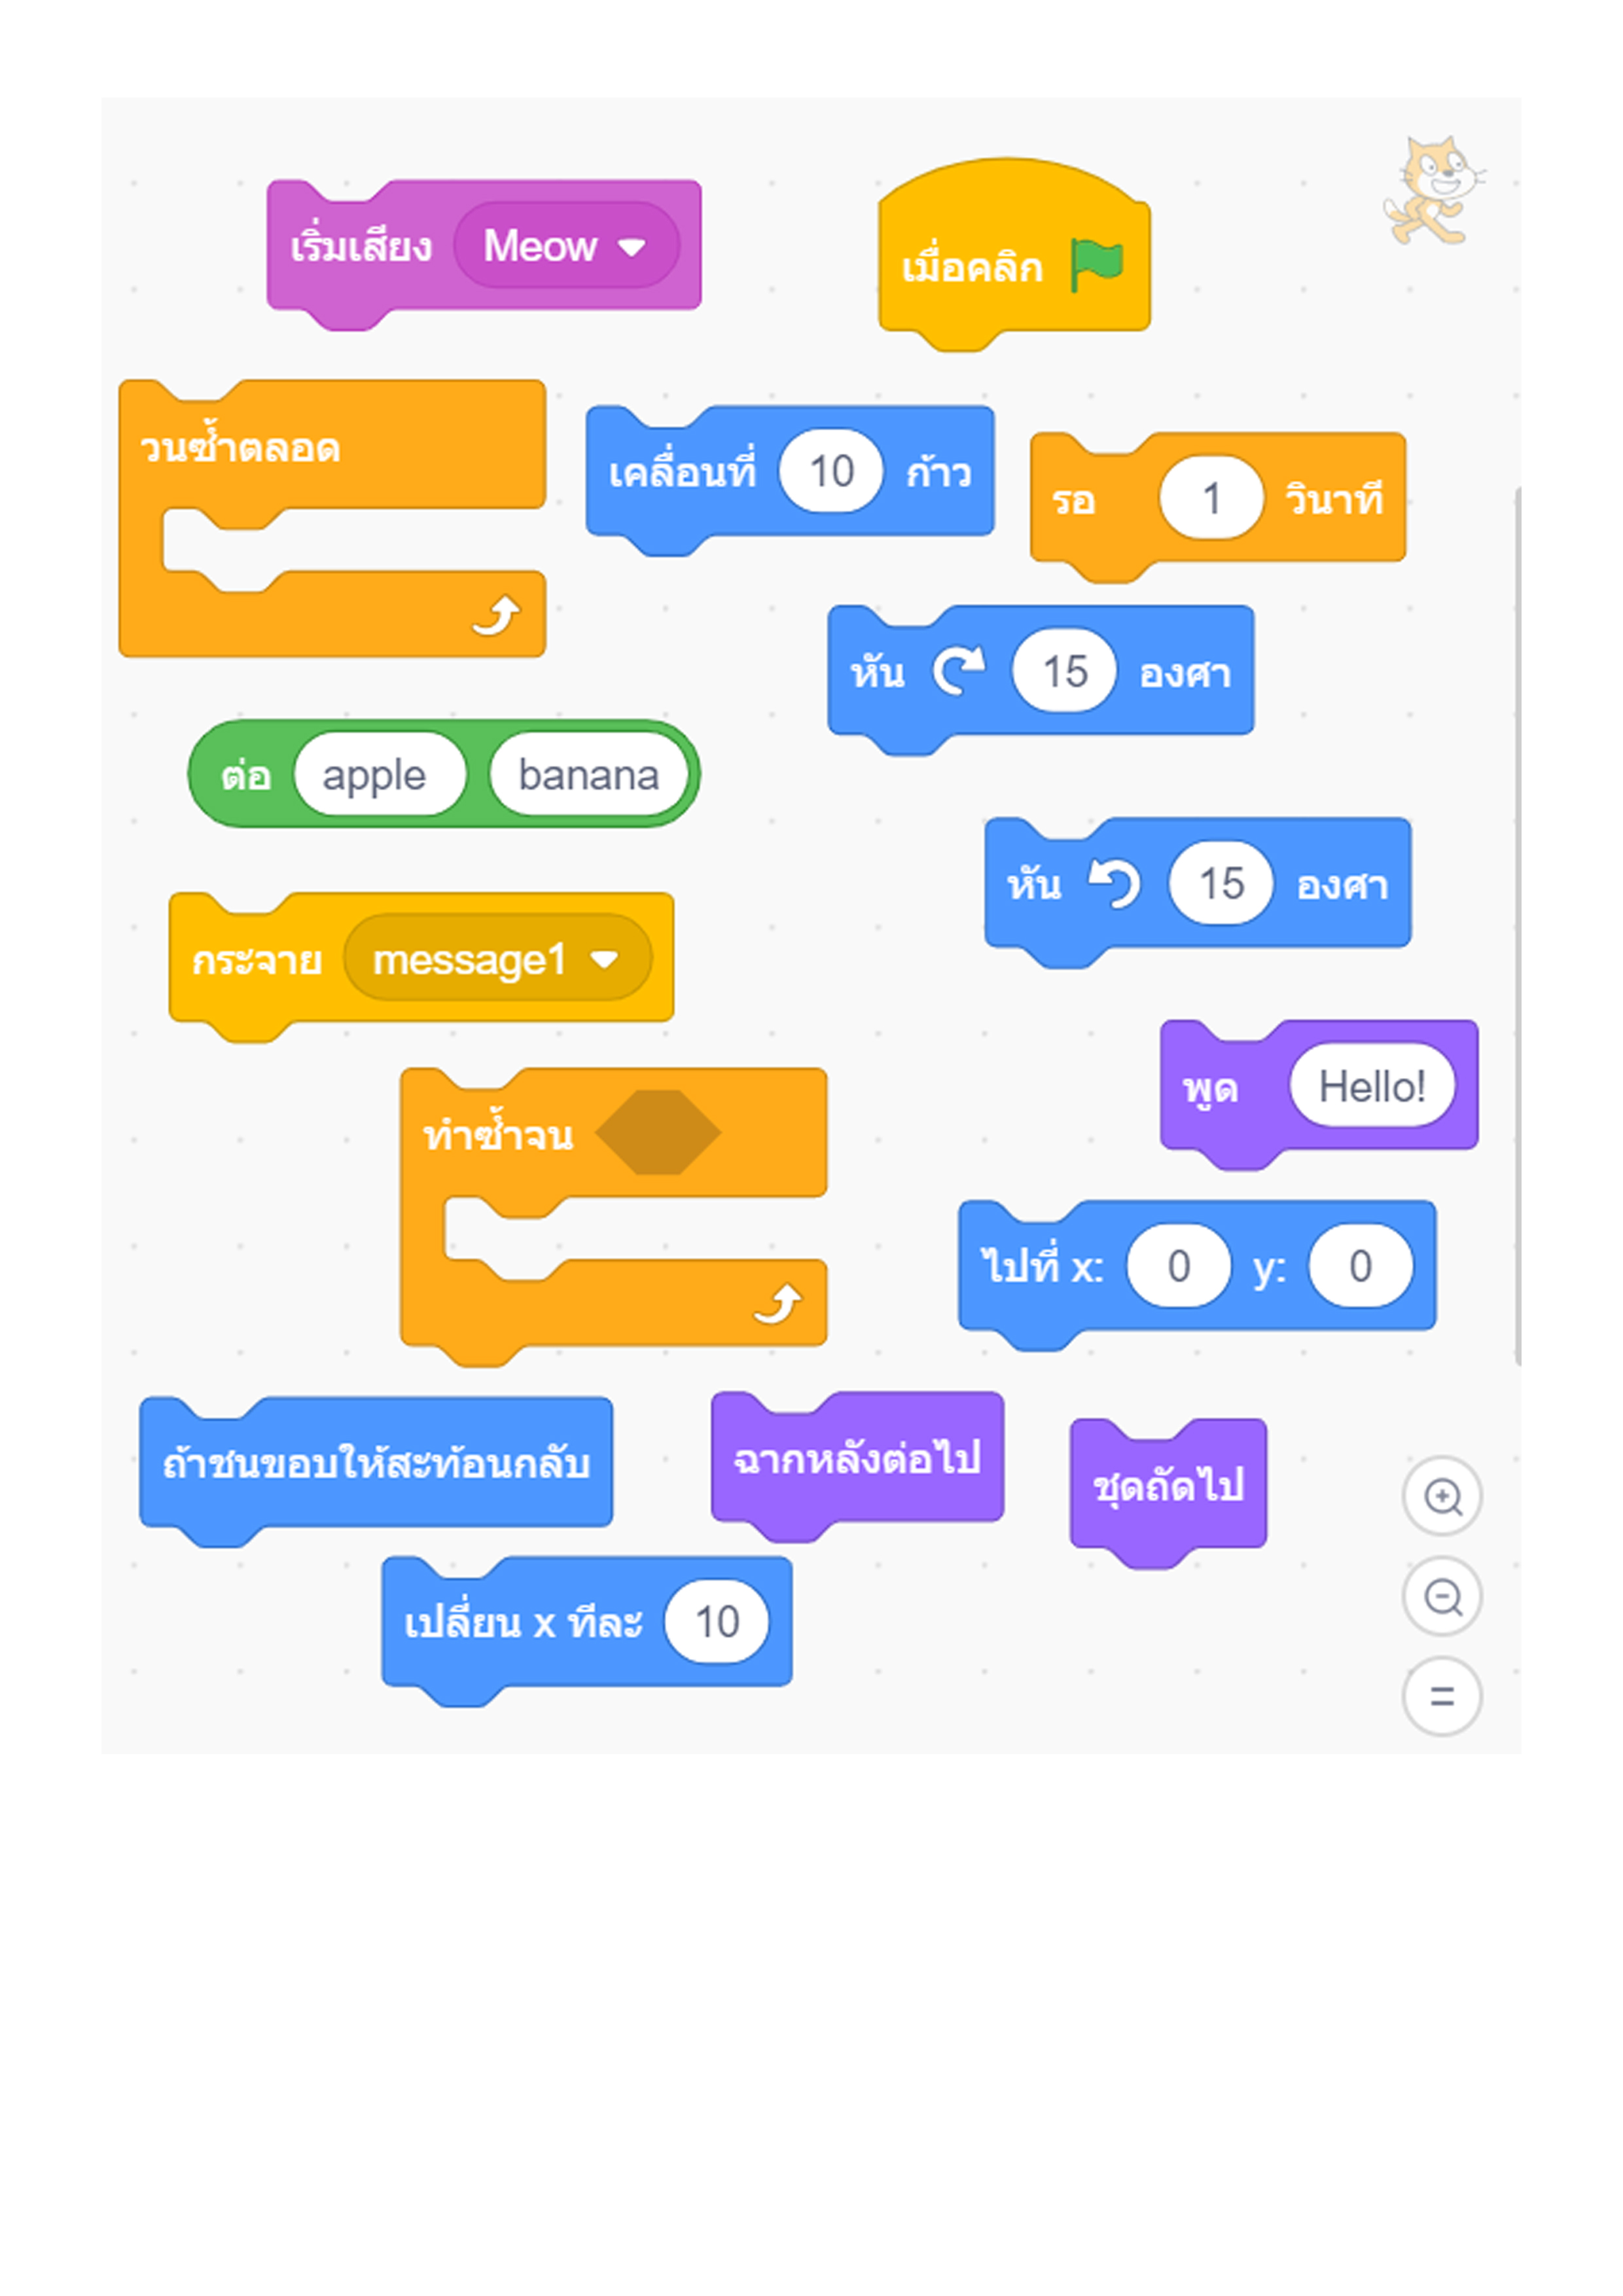 เริ่มเสียง Meow
เมื่อคลิก
วนซ้ำตลอด
เคลื่อนที่ 10 ก้าว
รอ 1 วินาที
หัน 15 องศา
ต่อ apple banana
หัน 15 องศา
กระจาย message1
พูด Hello!
ทำซ้ำจน
ไปที่ x: 0 y: 0
ถ้าชนขอบให้สะท้อนกลับ
ฉากหลังต่อไป
ชุดถัดไป
เปลี่ยน x ทีละ 10